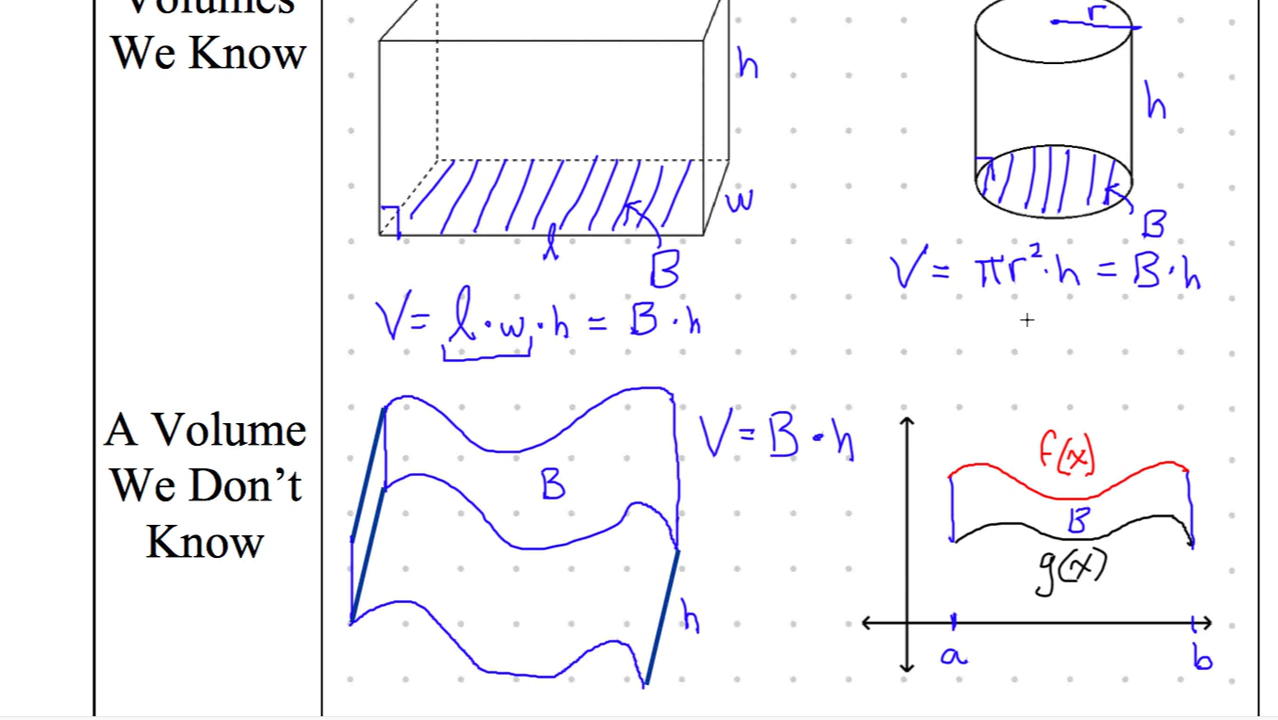 Volumes
We Know
h
w
l
B
V = l · w · h = B · h
r
h
B
V = πr²·h = B·h
A Volume
We Don't
Know
B
V = B · h
h
f(x)
B
g(x)
a
b